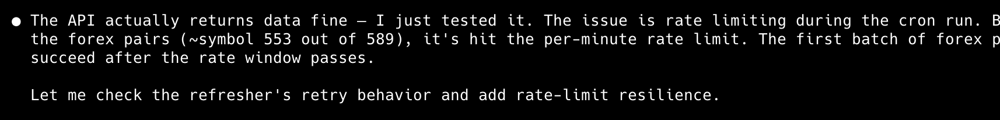 ● The API actually returns data fine — I just tested it. The issue is rate limiting during the cron run.
the forex pairs (~symbol 553 out of 589), it's hit the per-minute rate limit. The first batch of forex
succeed after the rate window passes.
Let me check the refresher's retry behavior and add rate-limit resilience.